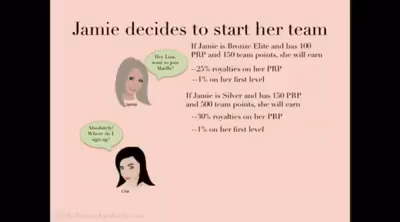 Jamie decides to start her team
Hey Lisa,
want to join
Jamie
If Jamie is Bronze Elite and has 100
PRP and 150 team points, she will earn
--25% royalties on her PRP
--1% on her first level
If Jamie is Silver and has 150 PRP
and 500 team points, she will earn
--30% royalties on her PRP
--1% on her first level
Absolutely!
Where do I
sign up?
Lisa